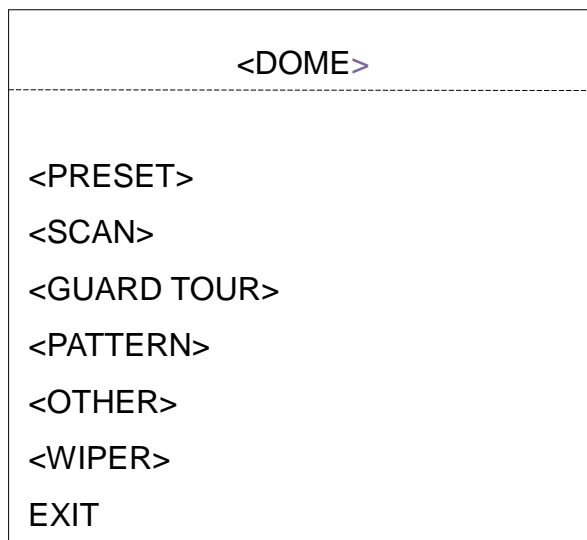 <DOME>
<PRESET>
<SCAN>
<GUARD TOUR>
<PATTERN>
<OTHER>
<WIPER>
EXIT